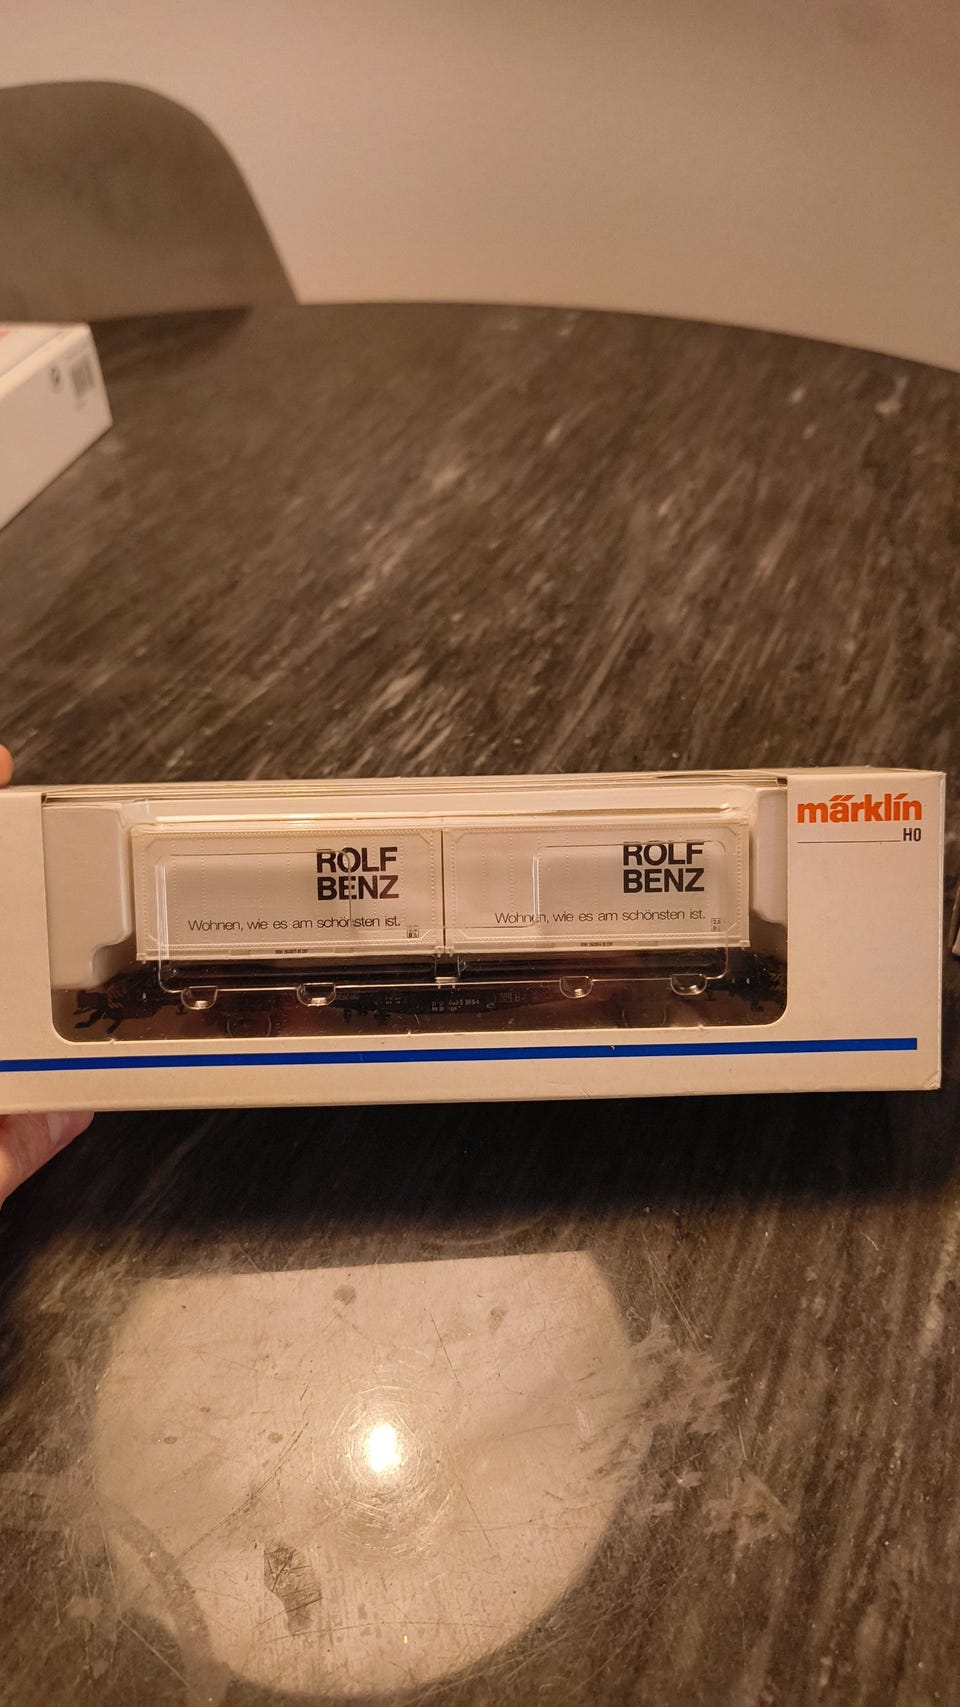 märklin
H0
ROLF
BENZ
Wohnen, wie es am schönsten ist.
ROLF
BENZ
Wohnen, wie es am schönsten ist.